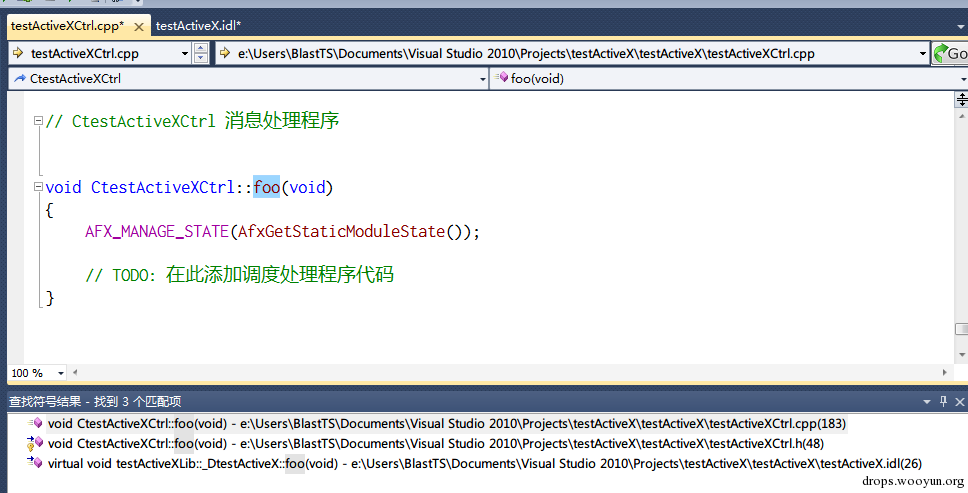 testActiveXCtrl.cpp* testActiveX.idl*
testActiveXCtrl.cpp e:\Users\BlastTS\Documents\Visual Studio 2010\Projects\testActiveX\testActiveX\testActiveXCtrl.cpp Go
CtestActiveXCtrl foo(void)
// CtestActiveXCtrl 消息处理程序
void CtestActiveXCtrl::foo(void)
{
AFX_MANAGE_STATE(AfxGetStaticModuleState());
// TODO: 在此添加调度处理程序代码
}
100 %
查找符号结果 - 找到 3 个匹配项
void CtestActiveXCtrl::foo(void) - e:\Users\BlastTS\Documents\Visual Studio 2010\Projects\testActiveX\testActiveX\testActiveXCtrl.cpp(183)
void CtestActiveXCtrl::foo(void) - e:\Users\BlastTS\Documents\Visual Studio 2010\Projects\testActiveX\testActiveX\testActiveXCtrl.h(48)
virtual void testActiveXLib::_DtestActiveX::foo(void) - e:\Users\BlastTS\Documents\Visual Studio 2010\Projects\testActiveX\testActiveX\testActiveX.idl(26)
drops.wooyun.org